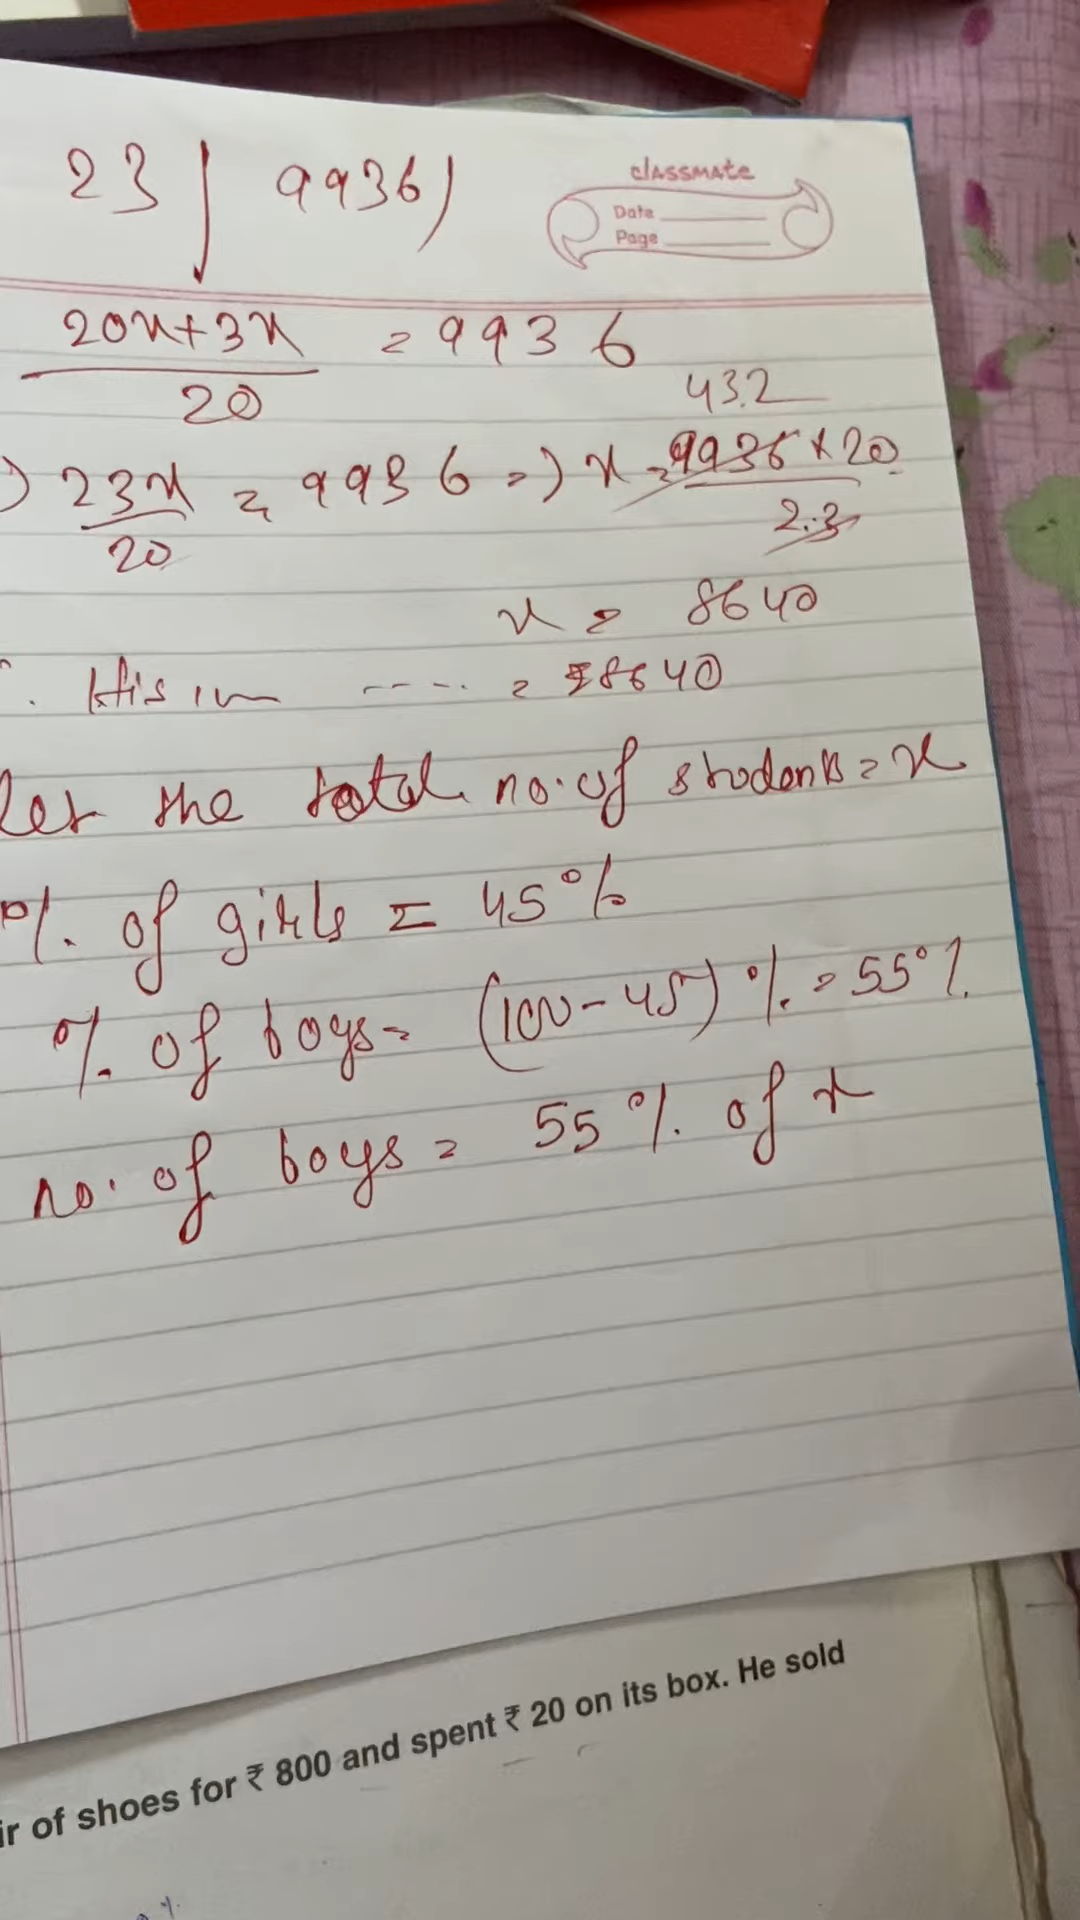 23 ) 9936 )
classmate
Date
Page
20x+3x = 9936
20
432
23x = 9936 => x = 9936 × 20
20
23
x = 8640
His in ---- = ₹8640
let the total no. of students = x
%. of girls = 45%
%. of boys = (100-45) %. = 55%.
no. of boys = 55%. of x
ir of shoes for ₹ 800 and spent ₹ 20 on its box. He sold